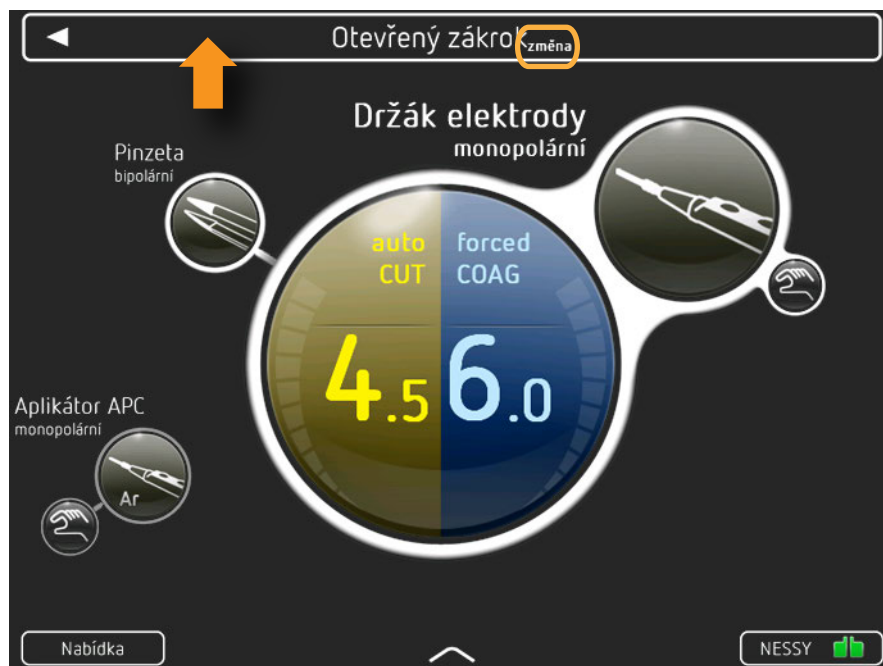 Otevřený zákrok změna
Držák elektrody
monopolární
Pinzeta
bipolární
auto
CUT
forced
COAG
4.5
6.0
Aplikátor APC
monopolární
Ar
Nabídka
NESSY